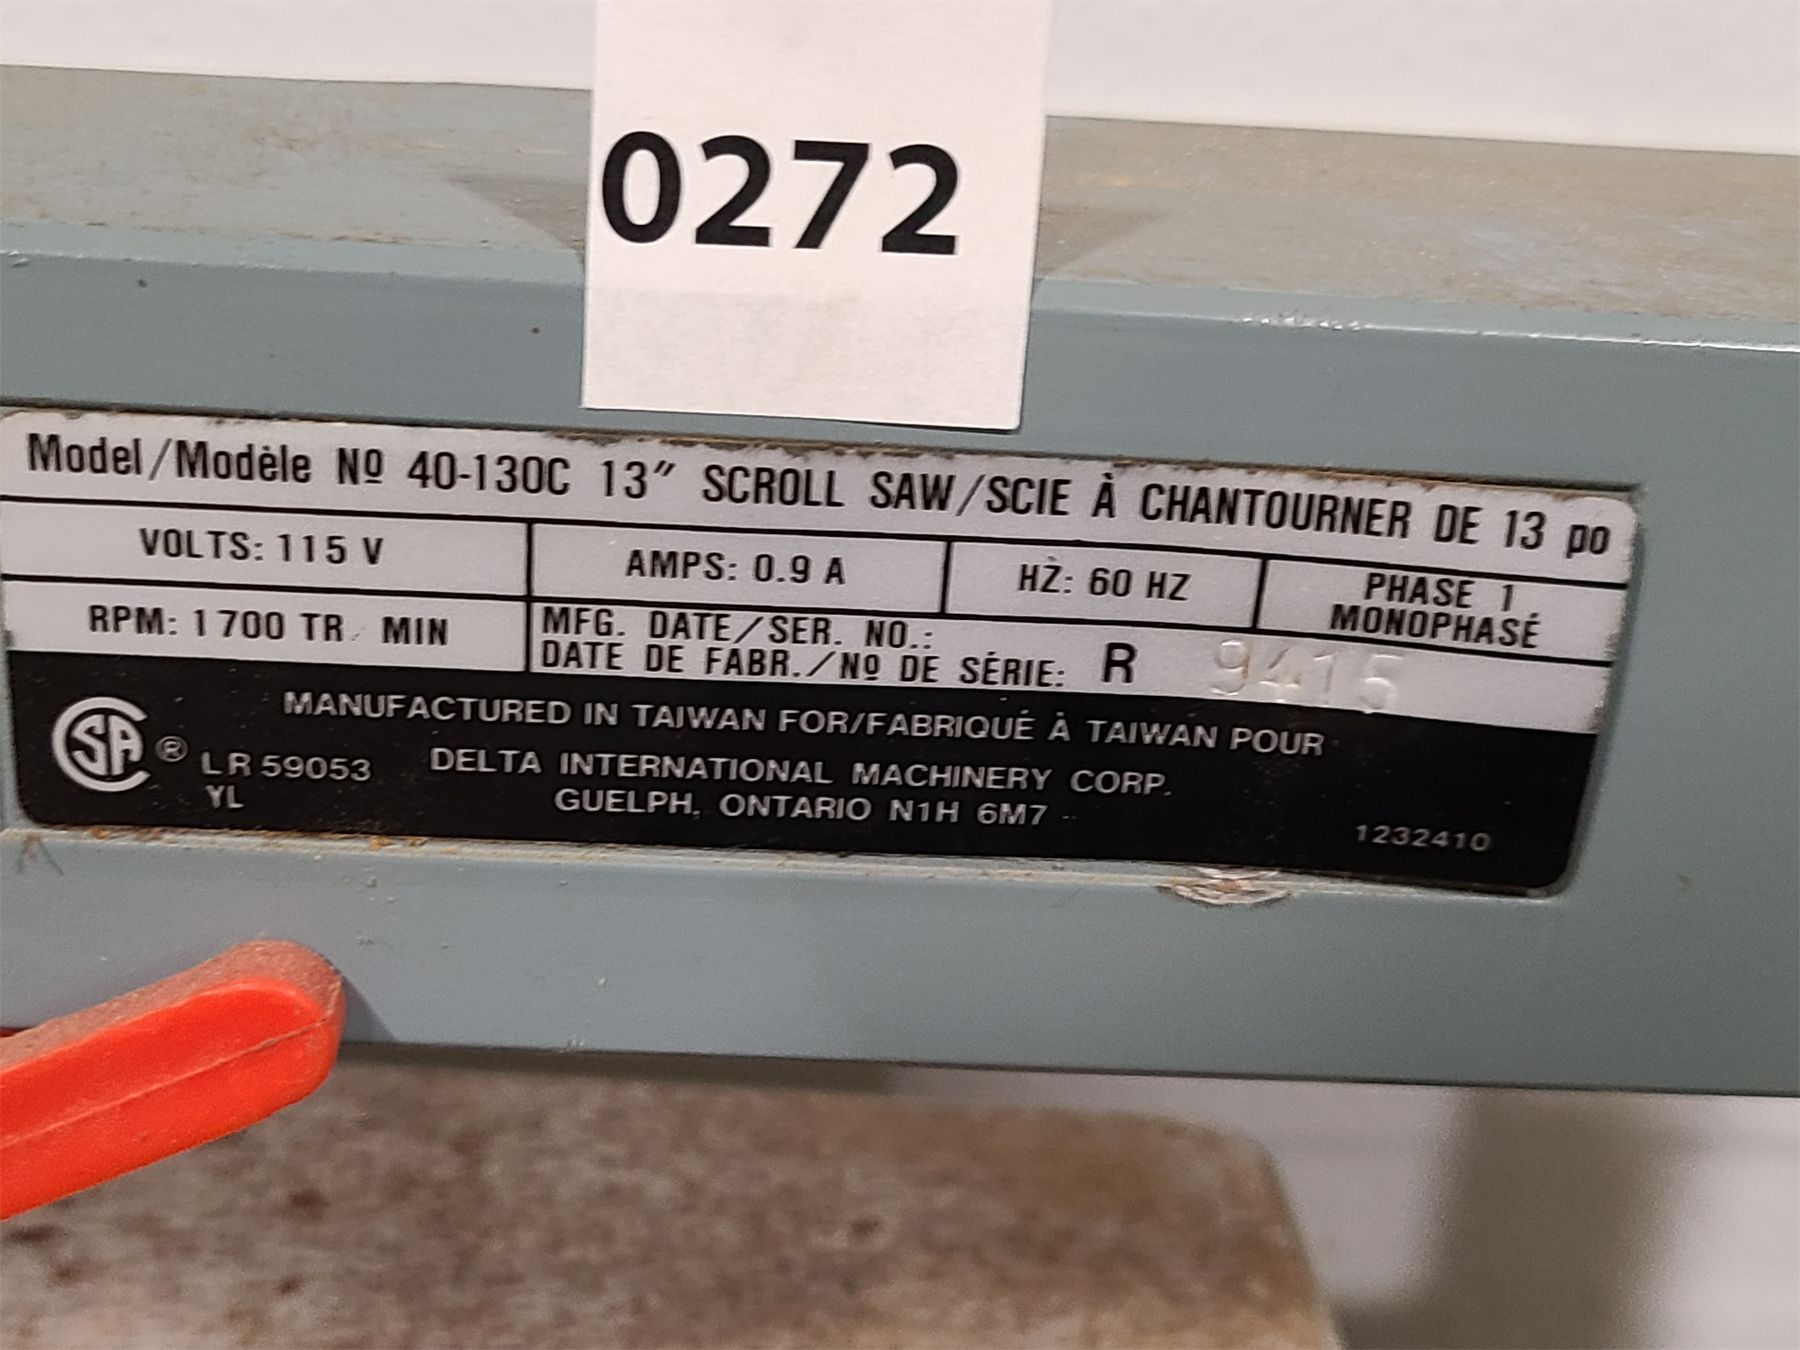 0272
Model/Modèle Nº 40-130C 13" SCROLL SAW/SCIE À CHANTOURNER DE 13 po
VOLTS: 115 V
AMPS: 0.9 A
HZ: 60 HZ
PHASE 1
MONOPHASÉ
RPM: 1700 TR MIN
MFG. DATE/SER. NO.:
DATE DE FABR./Nº DE SÉRIE: R 9415
MANUFACTURED IN TAIWAN FOR/FABRIQUÉ À TAIWAN POUR
DELTA INTERNATIONAL MACHINERY CORP.
GUELPH, ONTARIO N1H 6M7
SA ® LR 59053
YL
1232410